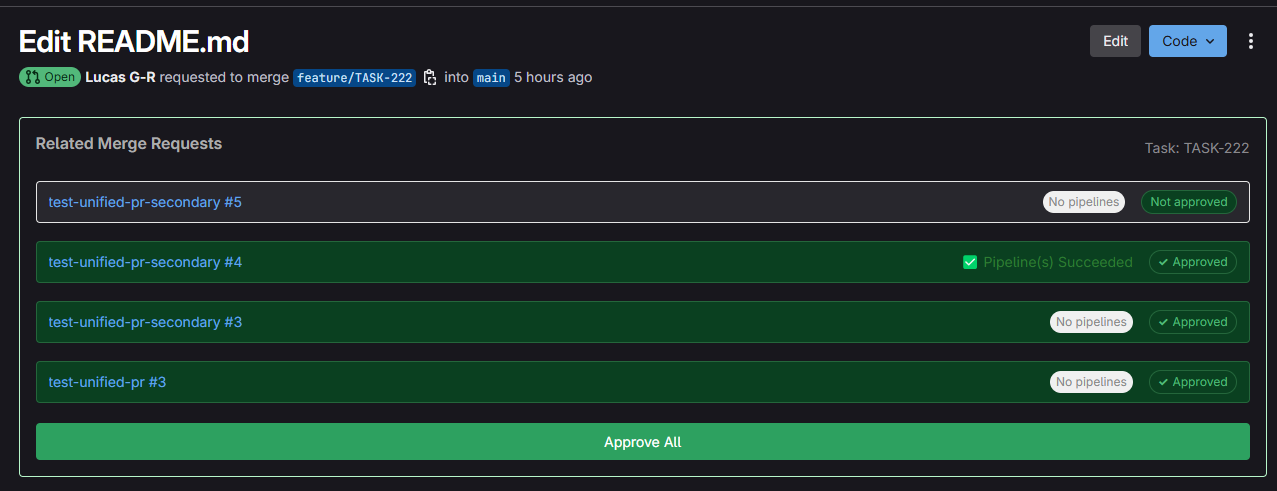 Edit README.md
Edit
Code
Open Lucas G-R requested to merge feature/TASK-222 into main 5 hours ago
Related Merge Requests
Task: TASK-222
test-unified-pr-secondary #5 No pipelines Not approved
test-unified-pr-secondary #4 Pipeline(s) Succeeded Approved
test-unified-pr-secondary #3 No pipelines Approved
test-unified-pr #3 No pipelines Approved
Approve All